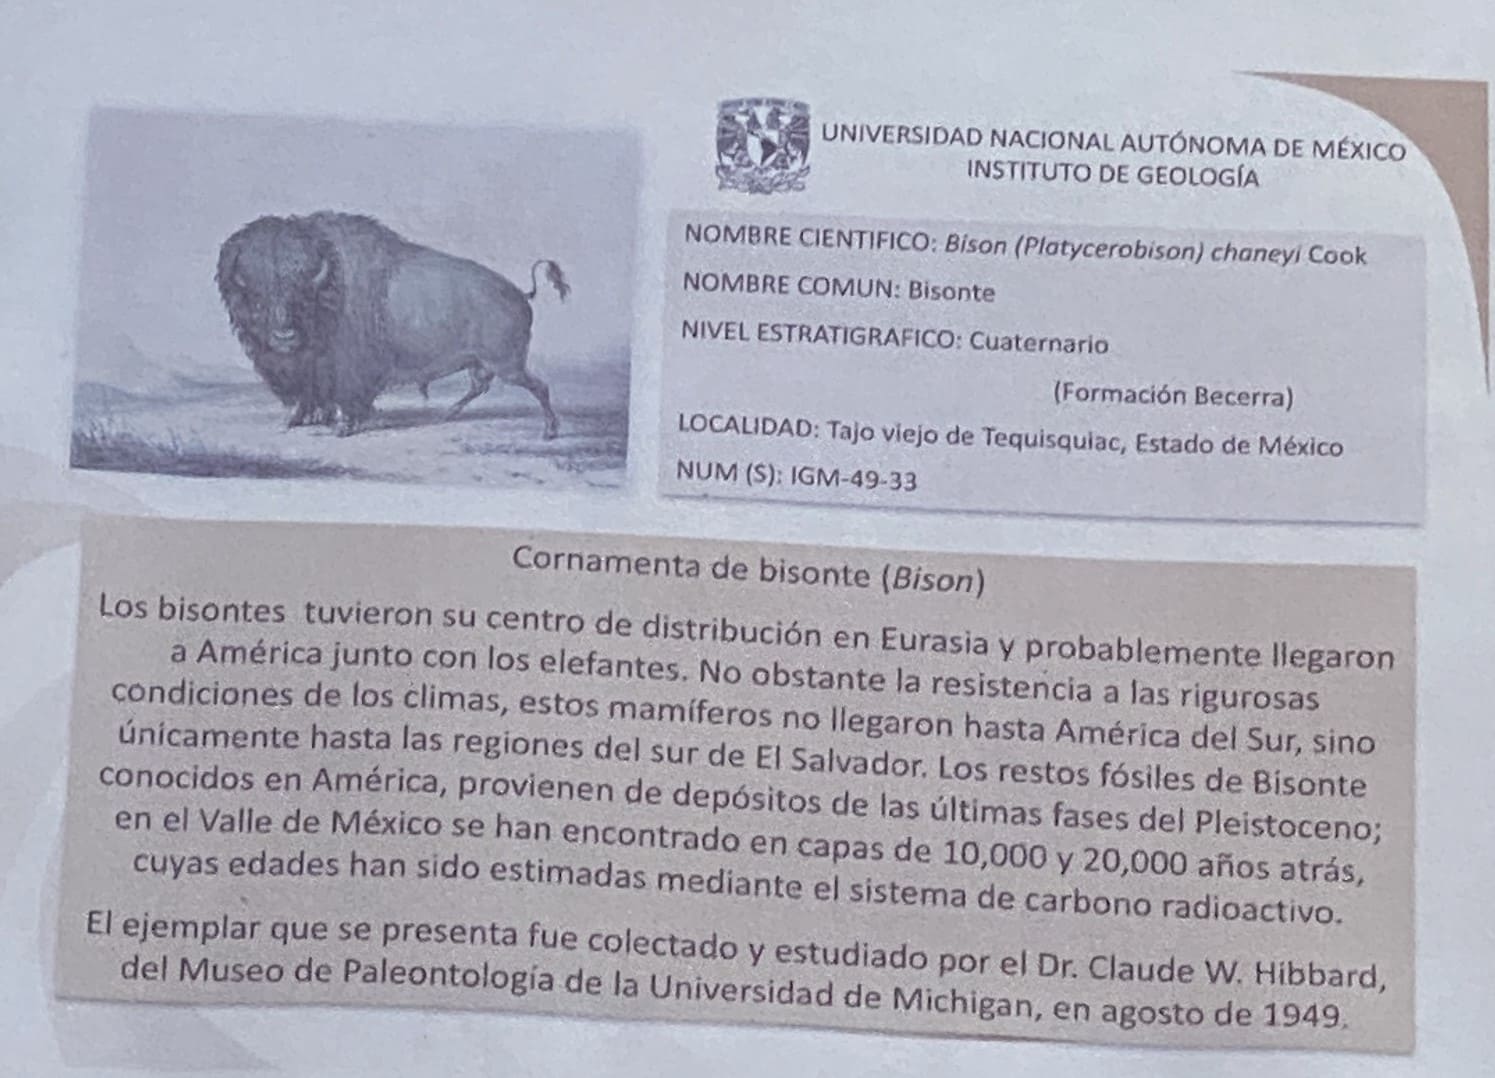 UNIVERSIDAD NACIONAL AUTÓNOMA DE MÉXICO
INSTITUTO DE GEOLOGÍA
NOMBRE CIENTIFICO: Bison (Platycerobison) chaneyi Cook
NOMBRE COMUN: Bisonte
NIVEL ESTRATIGRAFICO: Cuaternario
(Formación Becerra)
LOCALIDAD: Tajo viejo de Tequisquiac, Estado de México
NUM (S): IGM-49-33
Cornamenta de bisonte (Bison)
Los bisontes tuvieron su centro de distribución en Eurasia y probablemente llegaron
a América junto con los elefantes. No obstante la resistencia a las rigurosas
condiciones de los climas, estos mamíferos no llegaron hasta América del Sur, sino
únicamente hasta las regiones del sur de El Salvador. Los restos fósiles de Bisonte
conocidos en América, provienen de depósitos de las últimas fases del Pleistoceno;
en el Valle de México se han encontrado en capas de 10,000 y 20,000 años atrás,
cuyas edades han sido estimadas mediante el sistema de carbono radioactivo.
El ejemplar que se presenta fue colectado y estudiado por el Dr. Claude W. Hibbard,
del Museo de Paleontología de la Universidad de Michigan, en agosto de 1949.